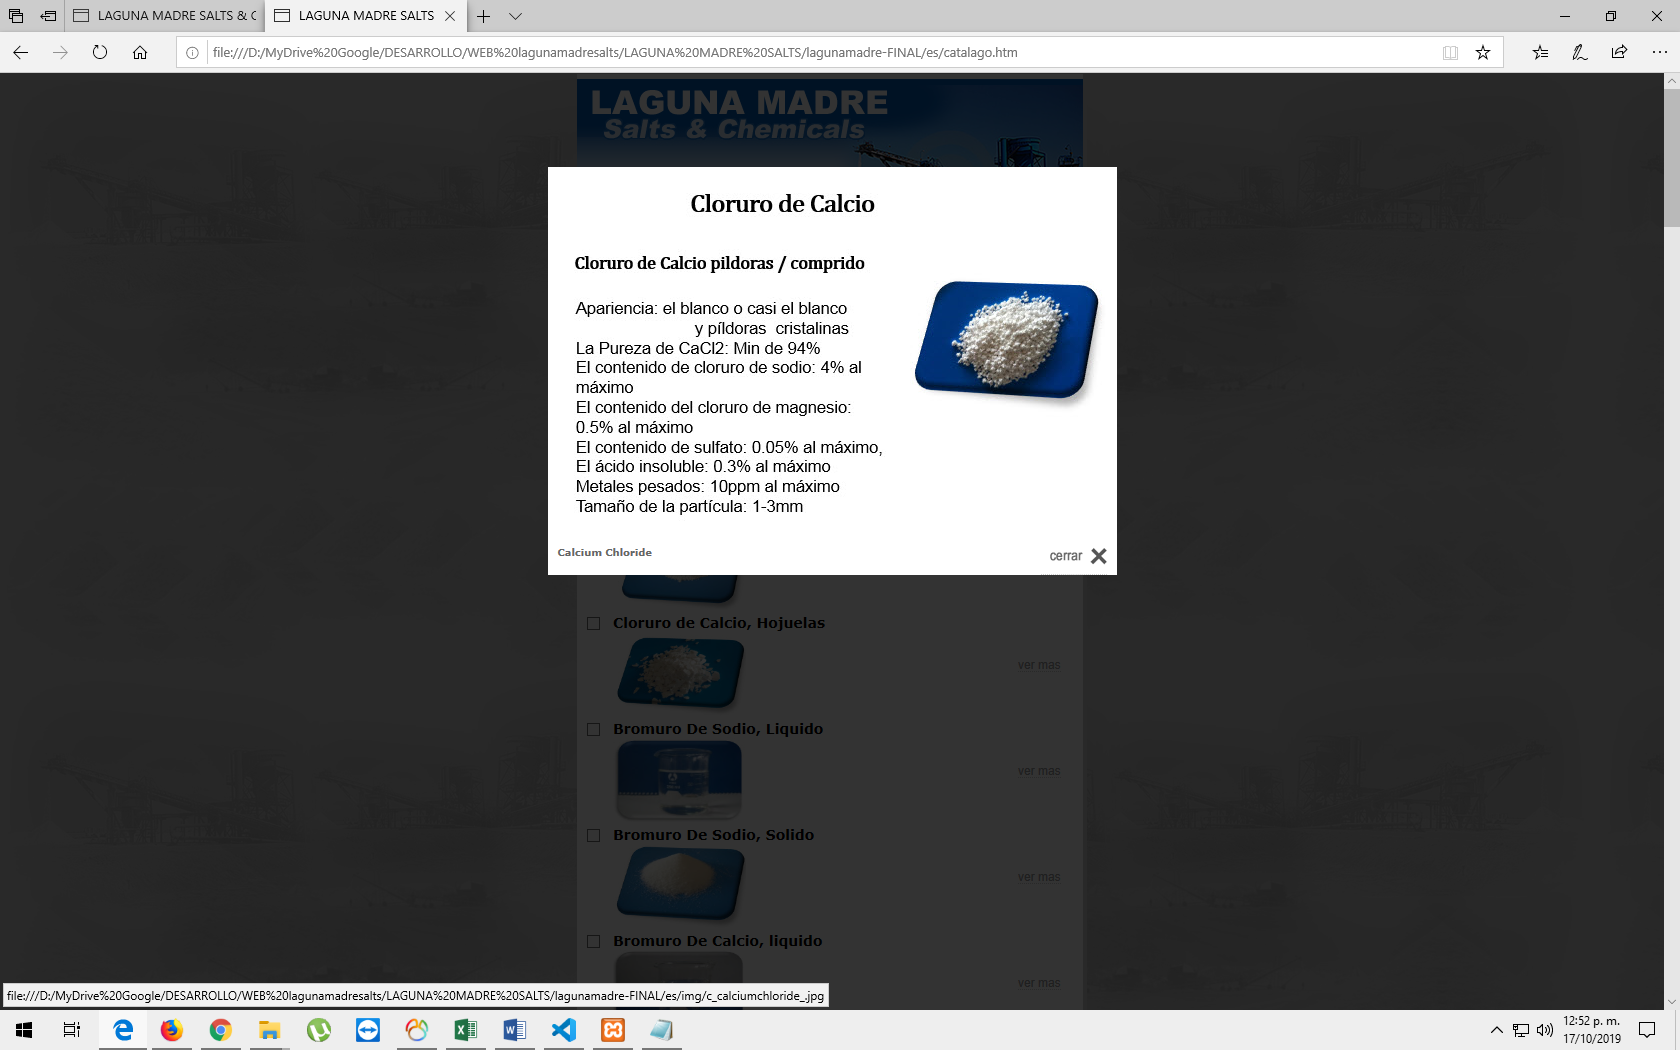 LAGUNA MADRE SALTS & C
LAGUNA MADRE SALTS
file:///D:/MyDrive%20Google/DESARROLLO/WEB%20lagunamadresalts/LAGUNA%20MADRE%20SALTS/lagunamadre-FINAL/es/catalago.htm
LAGUNA MADRE
Salts & Chemicals
Cloruro de Calcio
Cloruro de Calcio pildoras / comprido
Apariencia: el blanco o casi el blanco
y píldoras cristalinas
La Pureza de CaCl2: Min de 94%
El contenido de cloruro de sodio: 4% al
máximo
El contenido del cloruro de magnesio:
0.5% al máximo
El contenido de sulfato: 0.05% al máximo,
El ácido insoluble: 0.3% al máximo
Metales pesados: 10ppm al máximo
Tamaño de la partícula: 1-3mm
Calcium Chloride
cerrar
Cloruro de Calcio, Hojuelas
ver mas
Bromuro De Sodio, Liquido
ver mas
Bromuro De Sodio, Solido
ver mas
Bromuro De Calcio, liquido
ver mas
file:///D:/MyDrive%20Google/DESARROLLO/WEB%20lagunamadresalts/LAGUNA%20MADRE%20SALTS/lagunamadre-FINAL/es/img/c_calciumchloride_.jpg
12:52 p. m.
17/10/2019